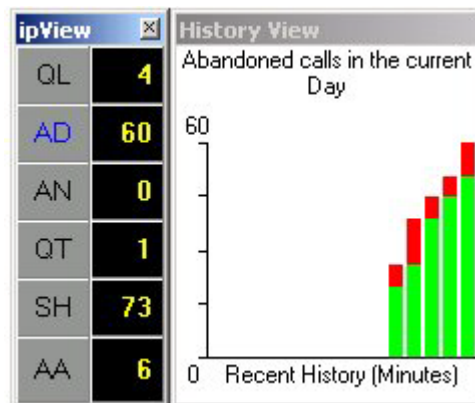 ipView
QL 4
AD 60
AN 0
QT 1
SH 73
AA 6
History View
Abandoned calls in the current
Day
60
0 Recent History (Minutes)